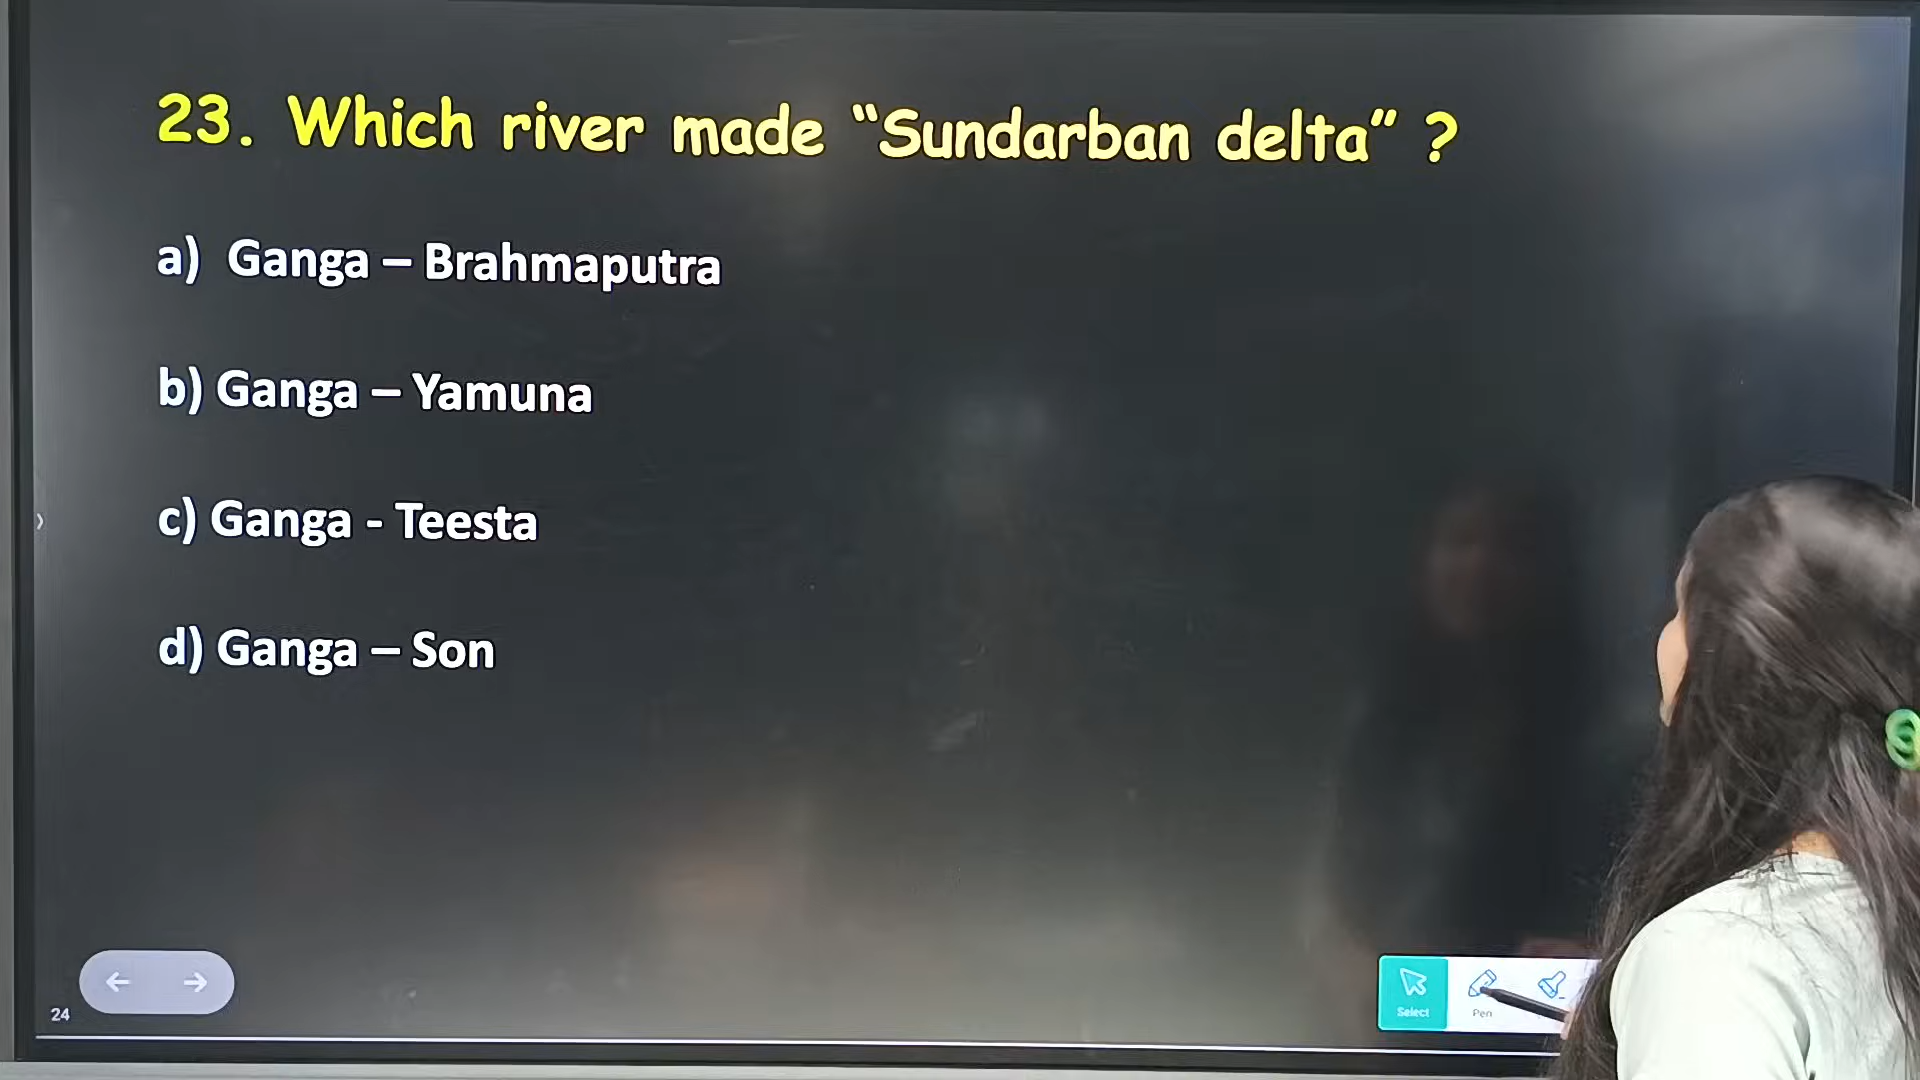 23. Which river made “Sundarban delta” ?
a) Ganga – Brahmaputra
b) Ganga – Yamuna
c) Ganga - Teesta
d) Ganga – Son
24
Select
Pen